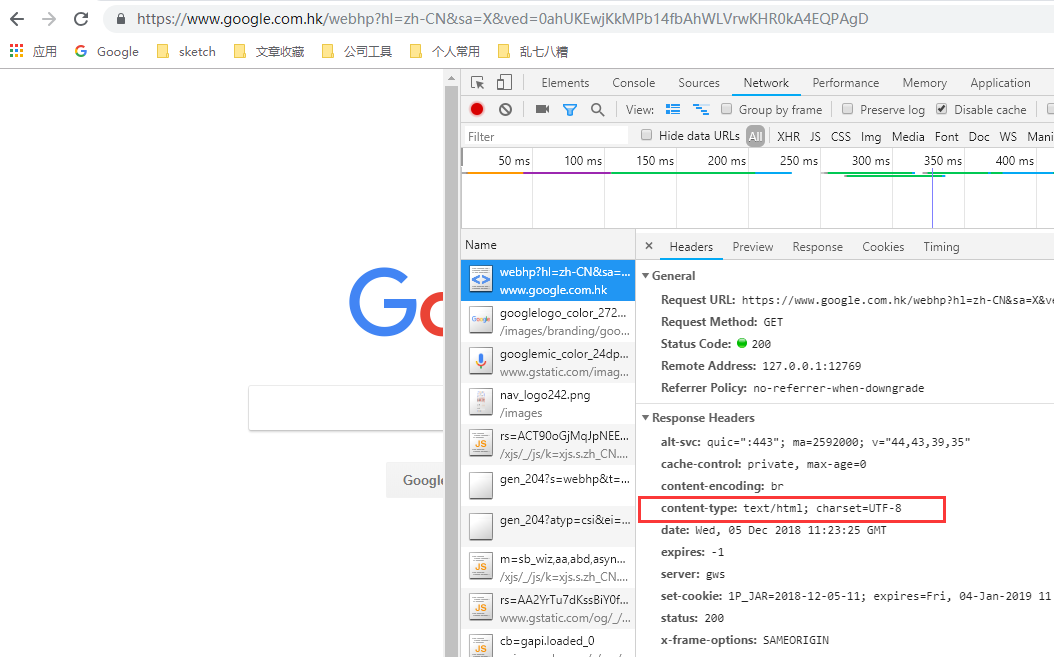 https://www.google.com.hk/webhp?hl=zh-CN&sa=X&ved=0ahUKEwjKkMPb14fbAhWLVrwKHR0kA4EQPAgD
应用 Google sketch 文章收藏 公司工具 个人常用 乱七八糟
Elements Console Sources Network Performance Memory Application
View: Group by frame Preserve log Disable cache
Filter Hide data URLs All XHR JS CSS Img Media Font Doc WS Mani
50 ms 100 ms 150 ms 200 ms 250 ms 300 ms 350 ms 400 ms
Name
webhp?hl=zh-CN&sa=...
www.google.com.hk
googlelogo_color_272...
/images/branding/goo...
googlemic_color_24dp...
www.gstatic.com/imag...
nav_logo242.png
/images
rs=ACT90oGjMqJpNEE...
/xjs/_/js/k=xjs.s.zh_CN....
gen_204?s=webhp&t=...
gen_204?atyp=csi&ei=...
m=sb_wiz,aa,abd,asyn...
/xjs/_/js/k=xjs.s.zh_CN....
rs=AA2YrTu7dKssBiY0f...
www.gstatic.com/og/_/...
cb=gapi.loaded_0
× Headers Preview Response Cookies Timing
General
Request URL: https://www.google.com.hk/webhp?hl=zh-CN&sa=X&ve
Request Method: GET
Status Code: 200
Remote Address: 127.0.0.1:12769
Referrer Policy: no-referrer-when-downgrade
Response Headers
alt-svc: quic=":443"; ma=2592000; v="44,43,39,35"
cache-control: private, max-age=0
content-encoding: br
content-type: text/html; charset=UTF-8
date: Wed, 05 Dec 2018 11:23:25 GMT
expires: -1
server: gws
set-cookie: 1P_JAR=2018-12-05-11; expires=Fri, 04-Jan-2019 11
status: 200
x-frame-options: SAMEORIGIN
Google